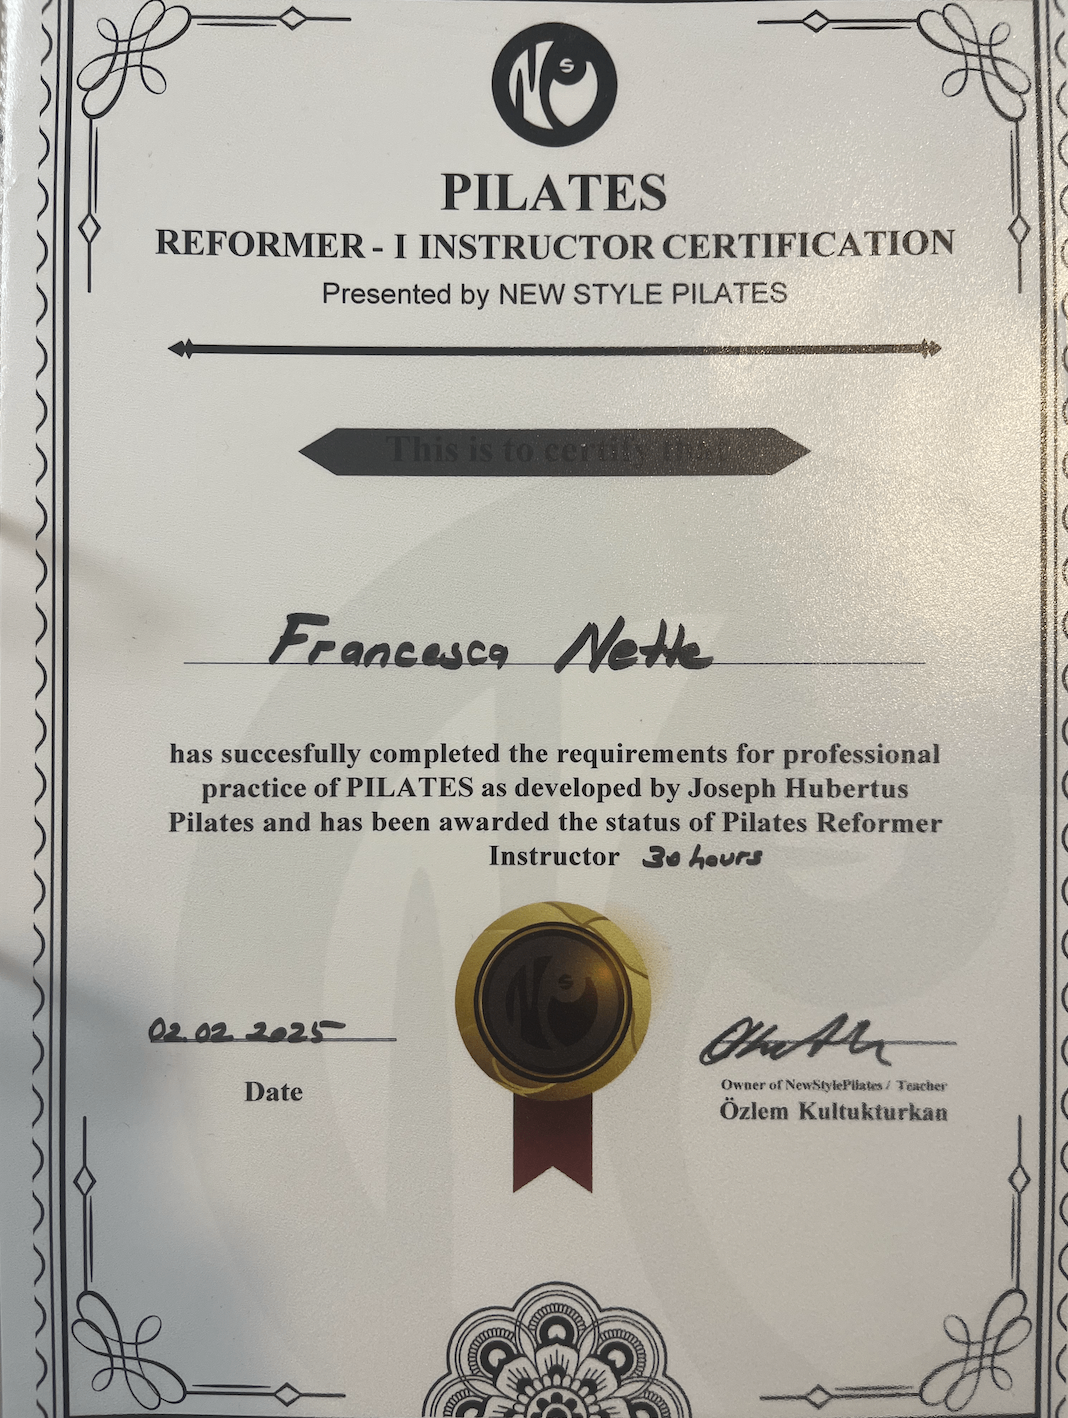 NS
PILATES
REFORMER - I INSTRUCTOR CERTIFICATION
Presented by NEW STYLE PILATES
This is to certify that
Francesca Nette
has succesfully completed the requirements for professional
practice of PILATES as developed by Joseph Hubertus
Pilates and has been awarded the status of Pilates Reformer
Instructor 30 hours
NS
02.02.2025
Date
Owner of NewStylePilates / Teacher
Özlem Kultukturkan